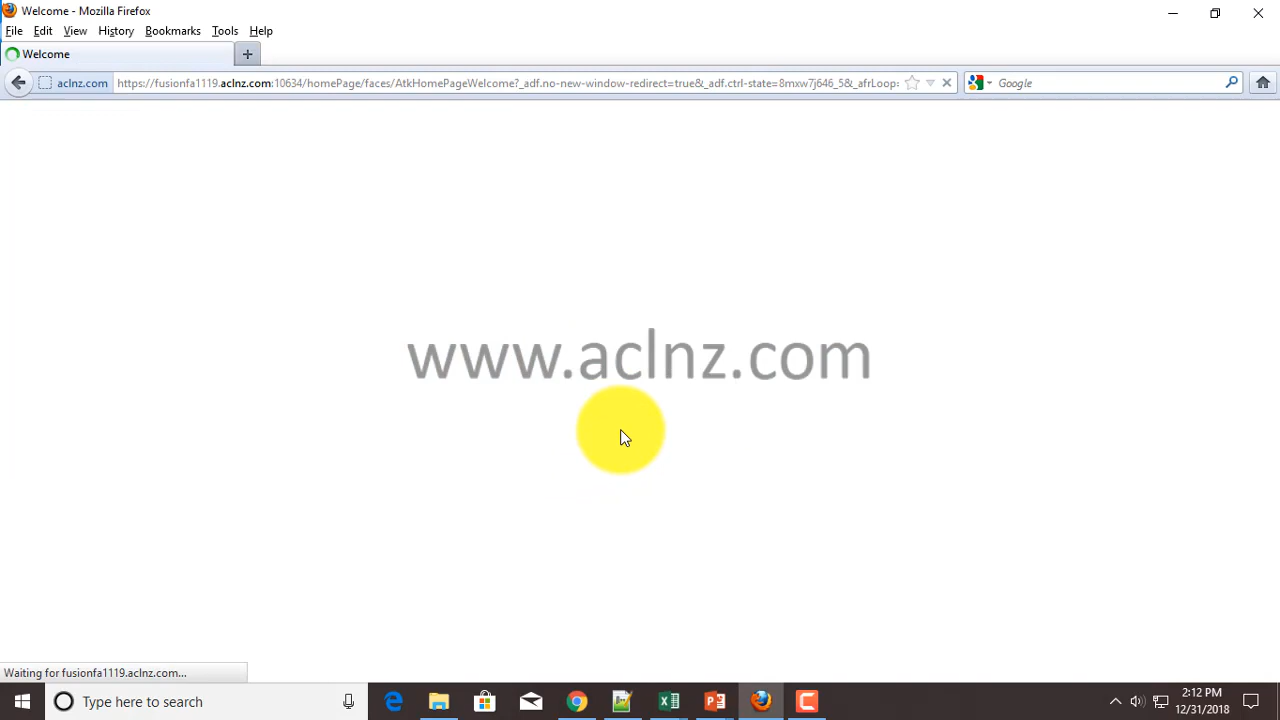 Welcome - Mozilla Firefox
File Edit View History Bookmarks Tools Help
Welcome
aclnz.com https://fusionfa1119.aclnz.com:10634/homePage/faces/AtkHomePageWelcome?_adf.no-new-window-redirect=true&_adf.ctrl-state=8mxw7j646_5&_afrLoop= Google
www.aclnz.com
Waiting for fusionfa1119.aclnz.com...
Type here to search
2:12 PM
12/31/2018